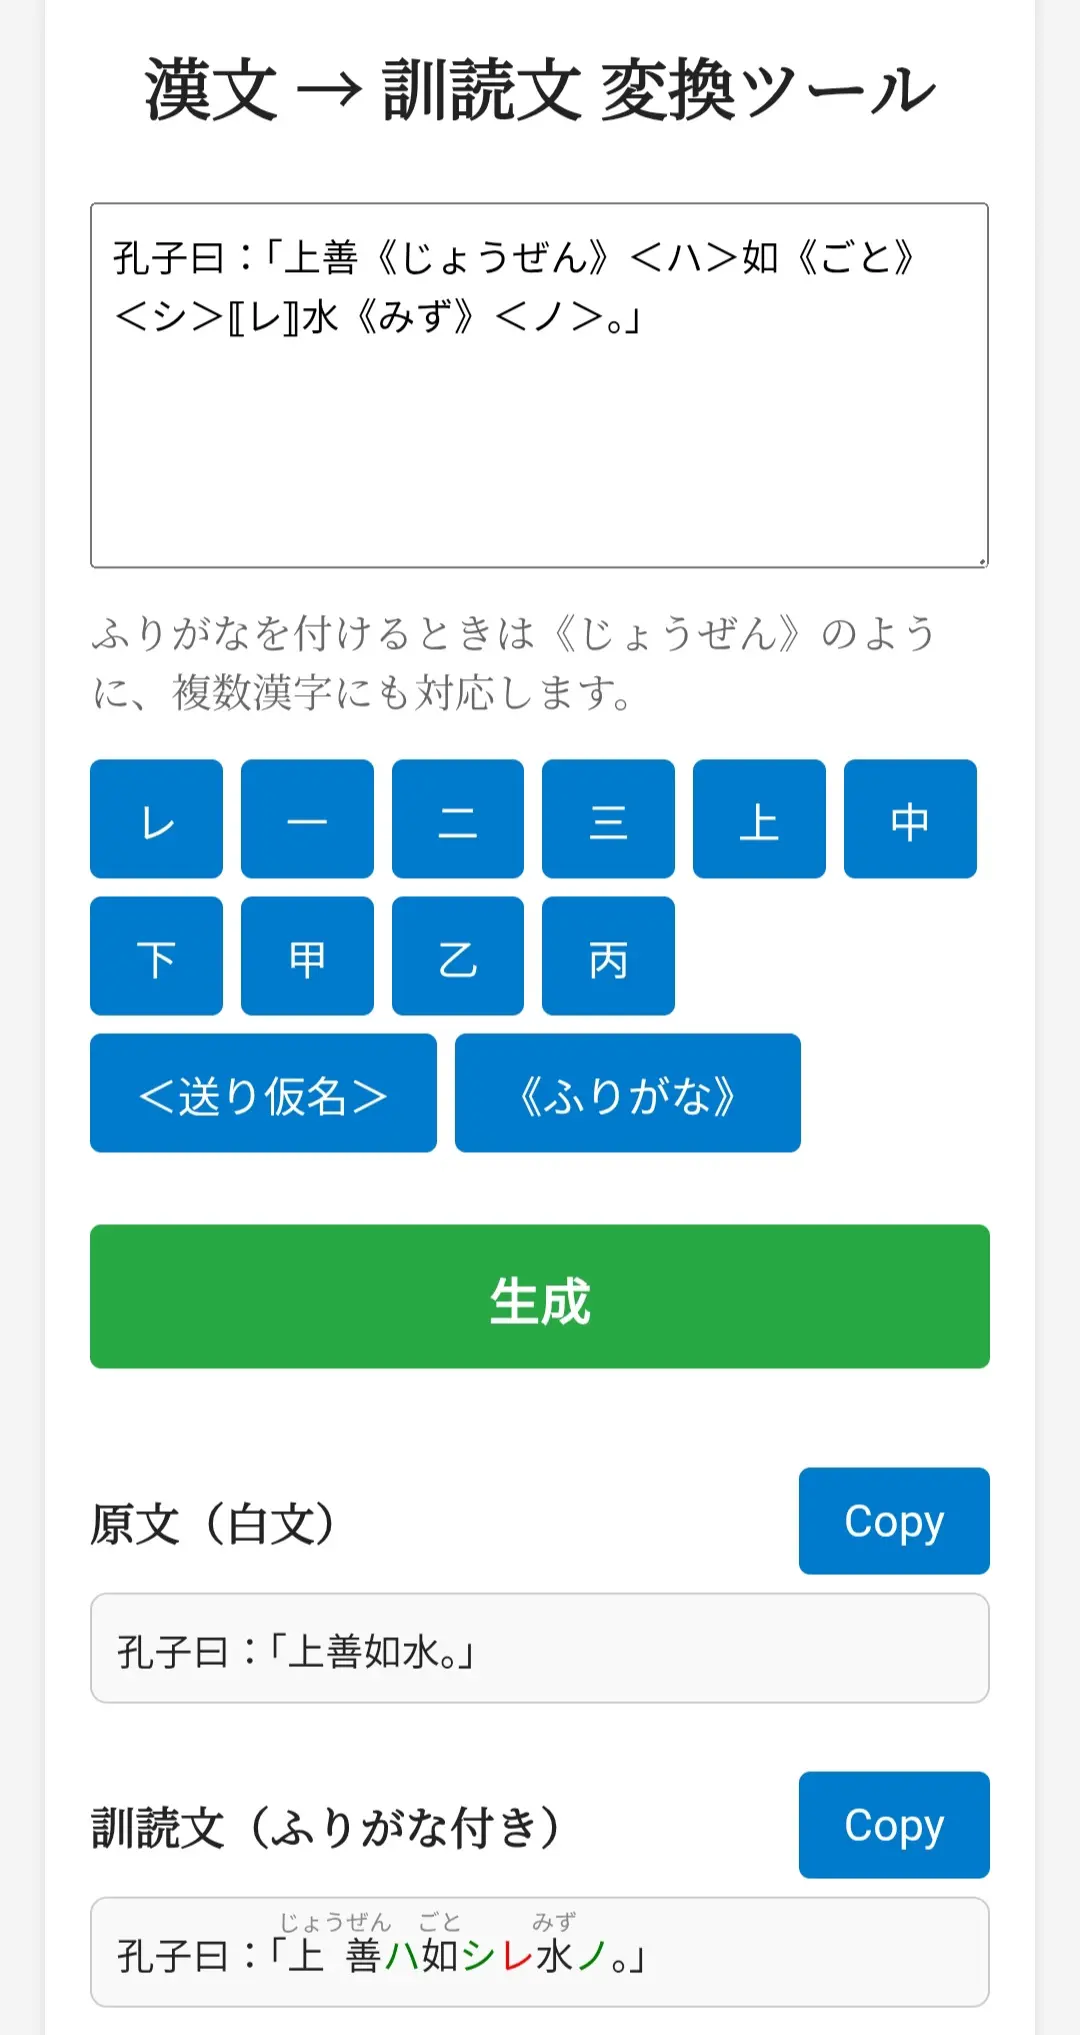 漢文 → 訓読文 変換ツール
孔子曰：「上善《じょうぜん》＜ハ＞如《ごと》
＜シ＞⟦レ⟧水《みず》＜ノ＞。」
ふりがなを付けるときは《じょうぜん》のよう
に、複数漢字にも対応します。
レ 一 二 三 上 中
下 甲 乙 丙
＜送り仮名＞ 《ふりがな》
生成
原文（白文） Copy
孔子曰：「上善如水。」
訓読文（ふりがな付き） Copy
じょうぜん ごと みず
孔子曰：「上善ハ如シレ水ノ。」